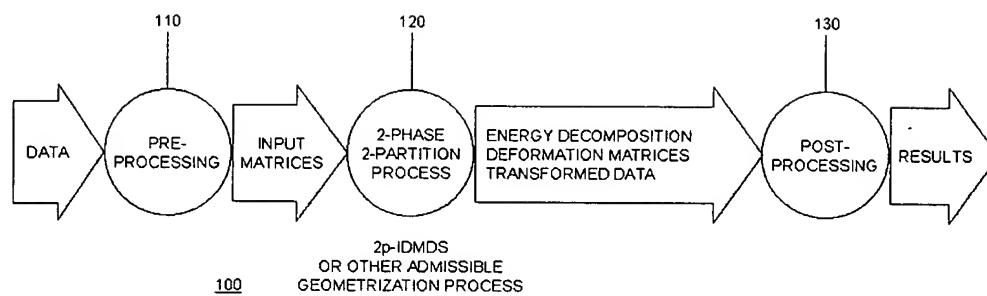 110
120
130
DATA
PRE-
PROCESSING
INPUT
MATRICES
2-PHASE
2-PARTITION
PROCESS
ENERGY DECOMPOSITION
DEFORMATION MATRICES
TRANSFORMED DATA
POST-
PROCESSING
RESULTS
2p-IDMDS
OR OTHER ADMISSIBLE
GEOMETRIZATION PROCESS
100